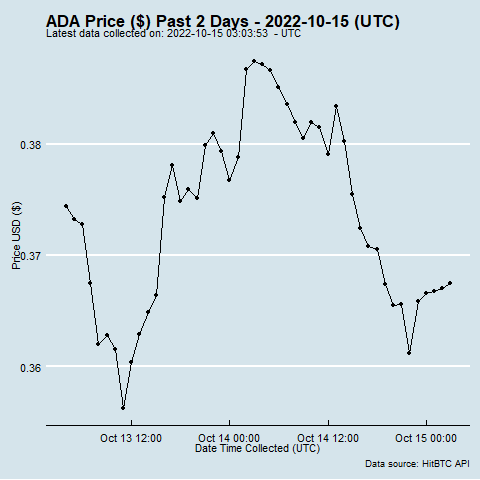 ADA Price ($) Past 2 Days - 2022-10-15 (UTC)
Latest data collected on: 2022-10-15 03:03:53 - UTC
0.38
0.37
0.36
Price USD ($)
Oct 13 12:00
Oct 14 00:00
Oct 14 12:00
Oct 15 00:00
Date Time Collected (UTC)
Data source: HitBTC API